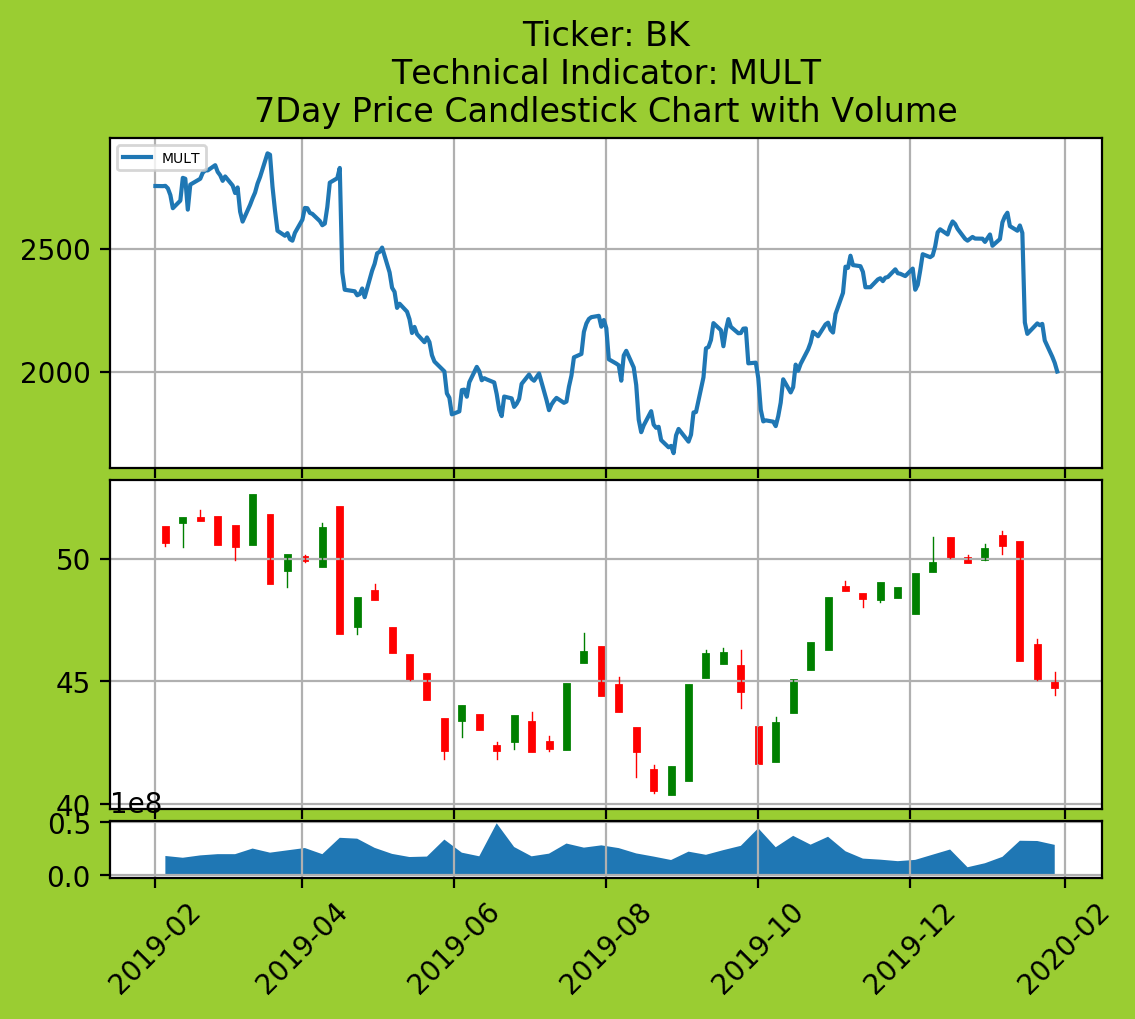 Ticker: BK
Technical Indicator: MULT
7Day Price Candlestick Chart with Volume
MULT
2500
2000
50
45
40
1e8
0.5
0.0
2019-02
2019-04
2019-06
2019-08
2019-10
2019-12
2020-02